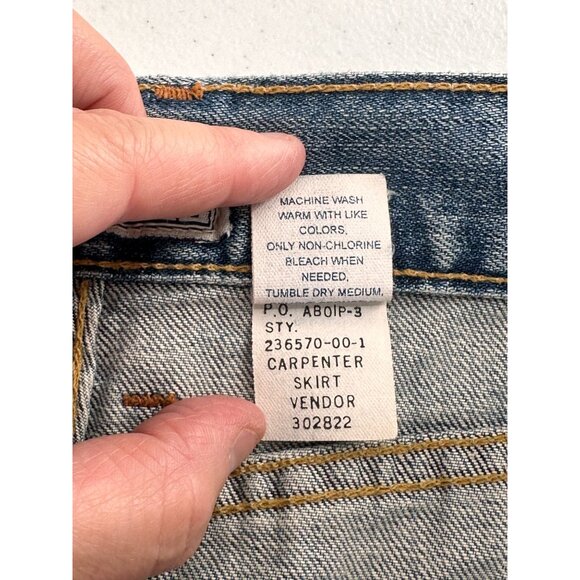 MACHINE WASH
WARM WITH LIKE
COLORS,
ONLY NON-CHLORINE
BLEACH WHEN
NEEDED,
TUMBLE DRY MEDIUM,
P.O. AB01P-3
STY.
236570-00-1
CARPENTER
SKIRT
VENDOR
302822